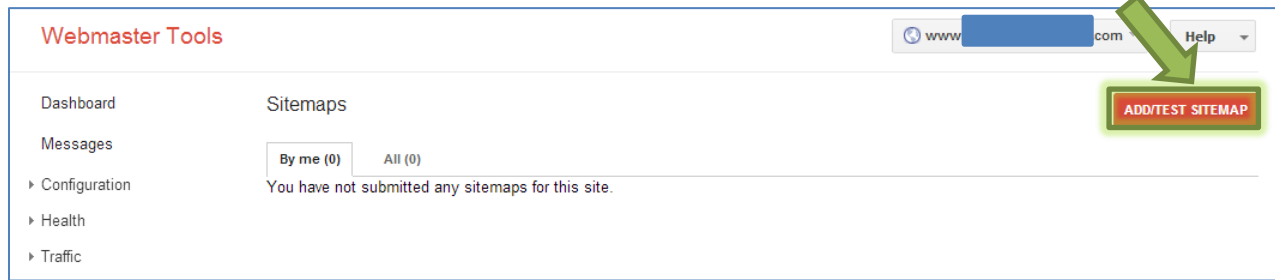 Webmaster Tools
www com Help
Dashboard
Sitemaps
ADD/TEST SITEMAP
Messages
By me (0) All (0)
Configuration
You have not submitted any sitemaps for this site.
Health
Traffic